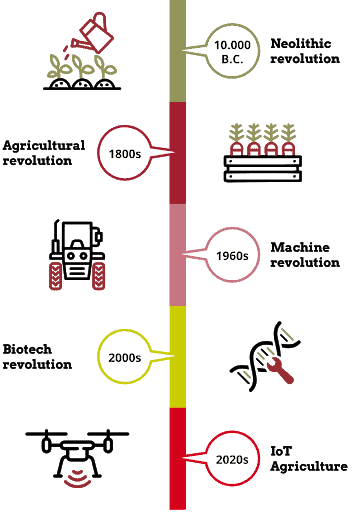 10.000
B.C.
Neolithic
revolution
Agricultural
revolution
1800s
1960s
Machine
revolution
Biotech
revolution
2000s
2020s
IoT
Agriculture